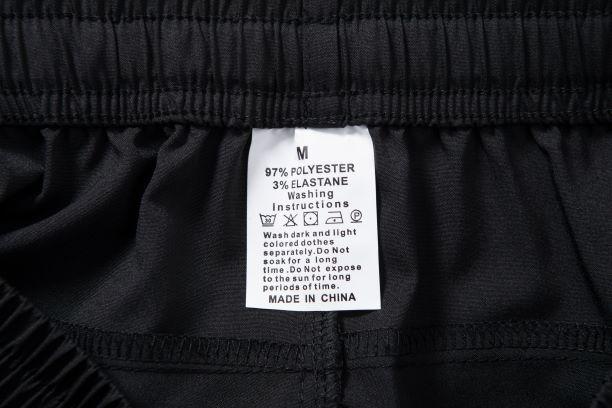 M
97% POLYESTER
3% ELASTANE
Washing
Instructions
30 P
Wash dark and light
colored dothes
separately.Do Not
soak for a long
time.Do Not expose
to the sun for long
periods of time.
MADE IN CHINA